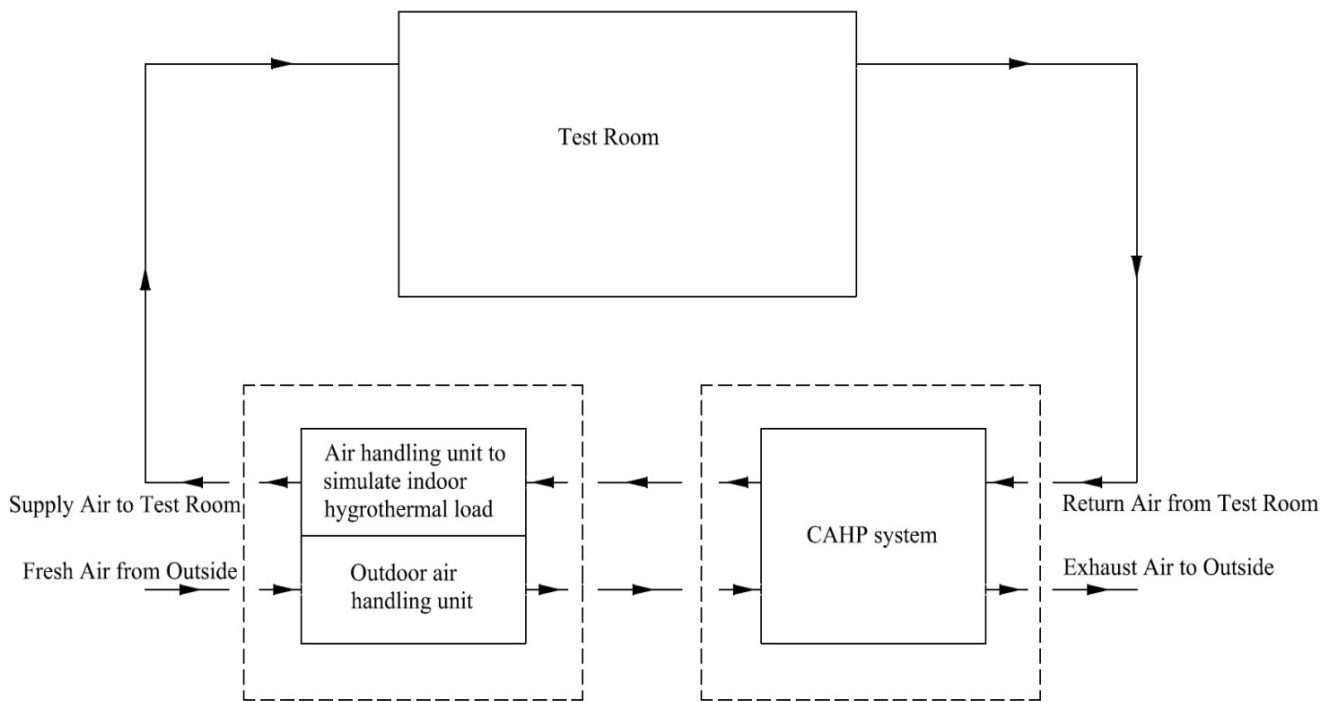 Test Room
Air handling unit to
simulate indoor
hygrothermal load
Supply Air to Test Room
Return Air from Test Room
CAHP system
Fresh Air from Outside
Outdoor air
handling unit
Exhaust Air to Outside